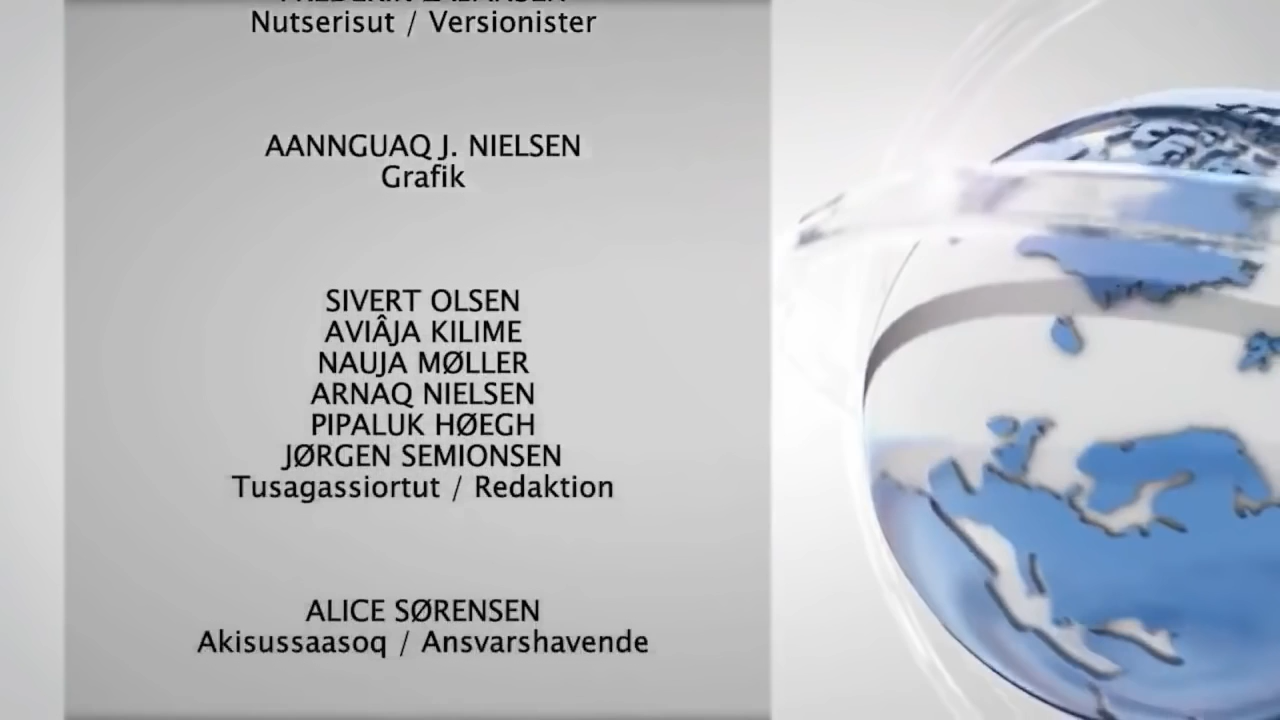 Nutserisut / Versionister
AANNGUAQ J. NIELSEN
Grafik
SIVERT OLSEN
AVIÂJA KILIME
NAUJA MØLLER
ARNAQ NIELSEN
PIPALUK HØEGH
JØRGEN SEMIONSEN
Tusagassiortut / Redaktion
ALICE SØRENSEN
Akisussaasoq / Ansvarshavende